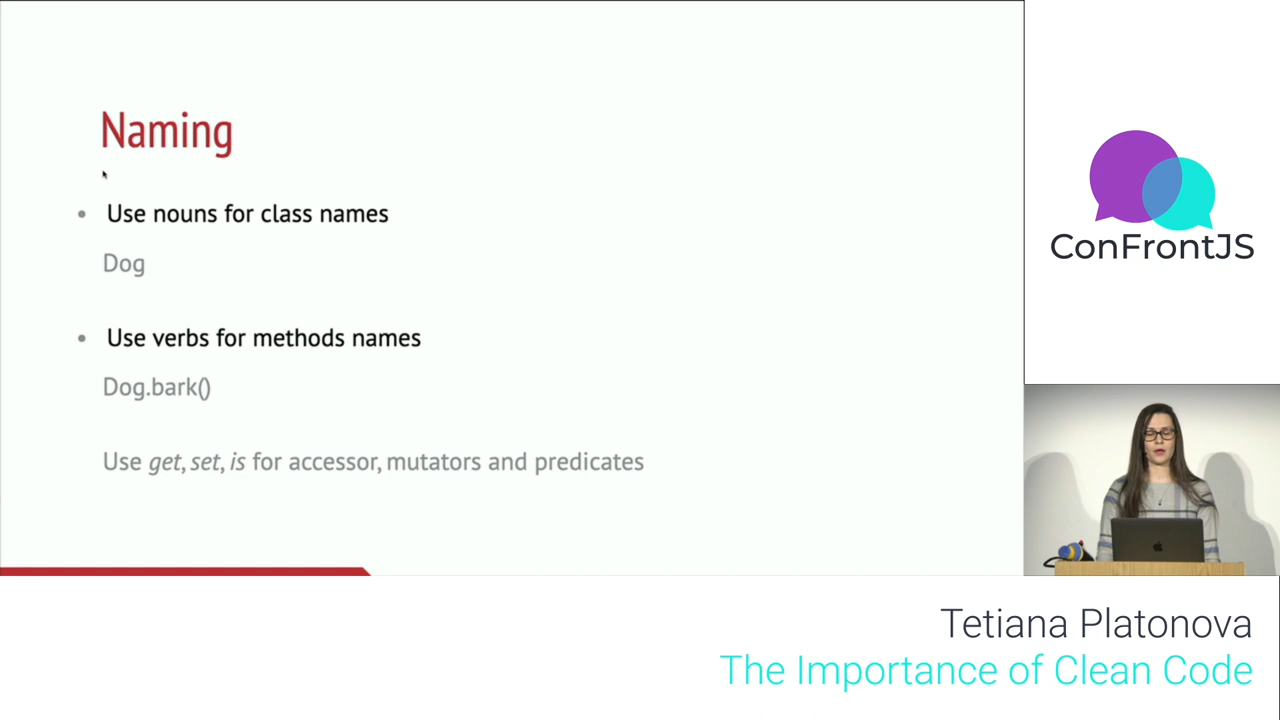 Naming
• Use nouns for class names
Dog
• Use verbs for methods names
Dog.bark()
Use get, set, is for accessor, mutators and predicates
ConFrontJS
Tetiana Platonova
The Importance of Clean Code